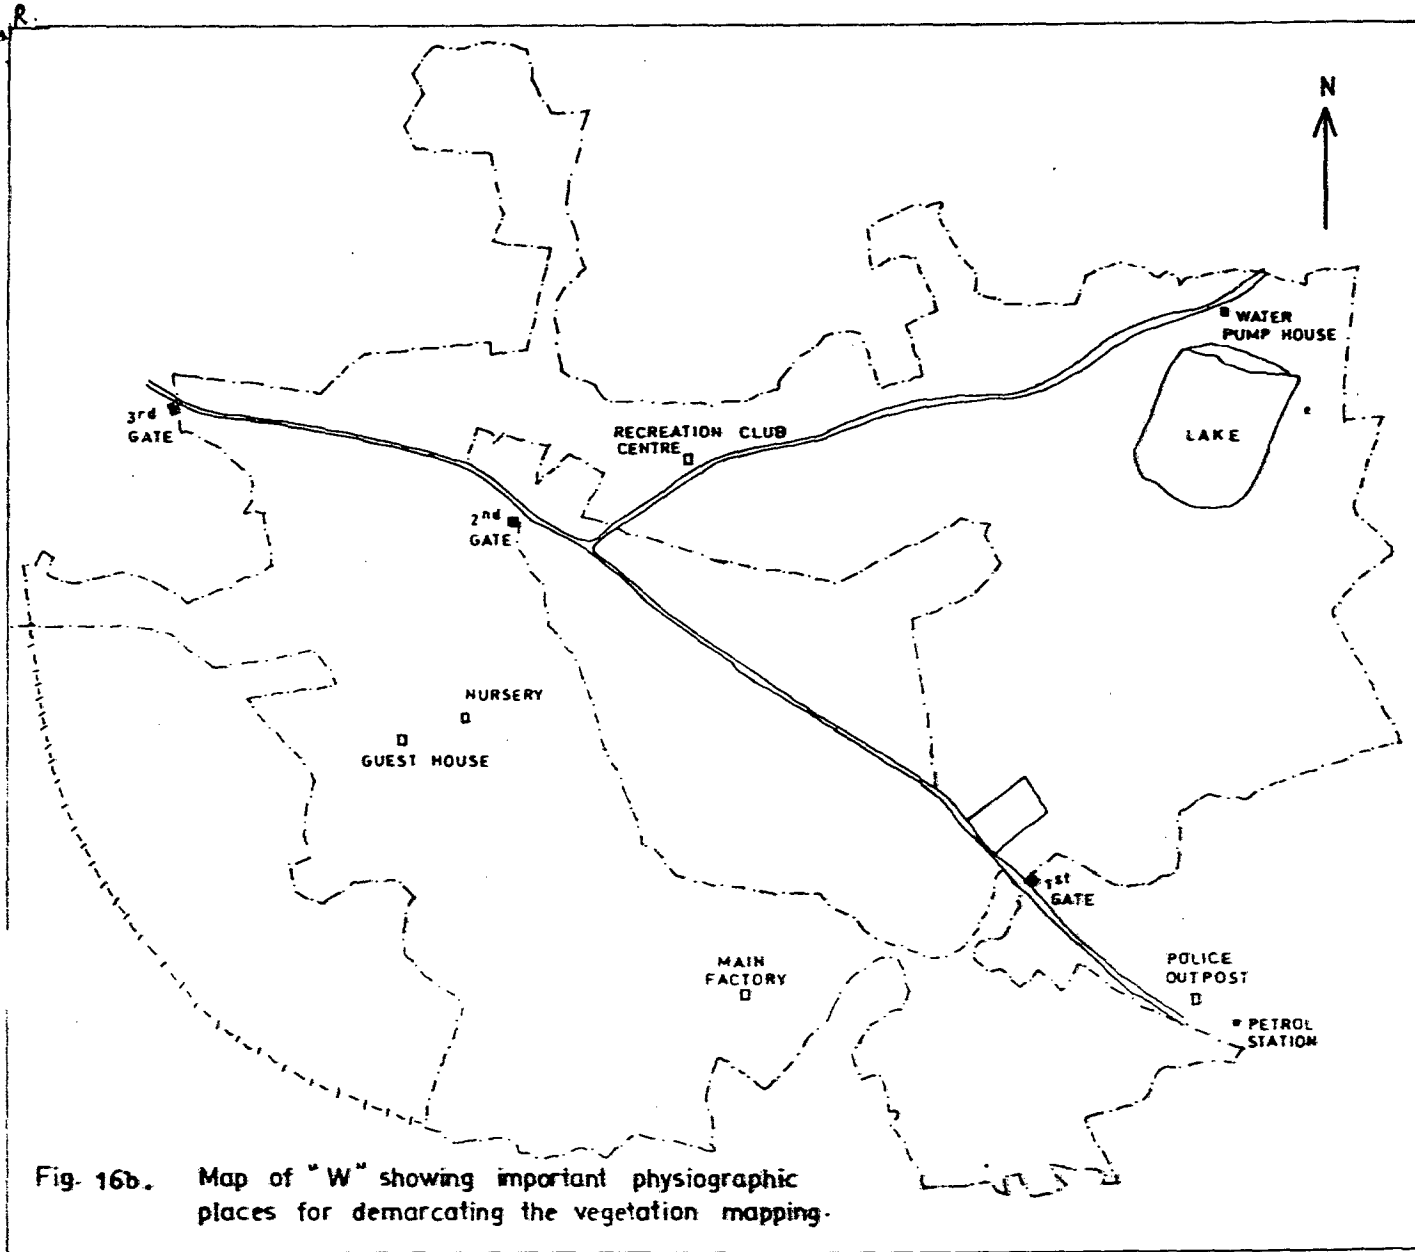 R.
N
WATER
PUMP HOUSE
3rd
GATE
RECREATION CLUB
CENTRE
LAKE
2nd
GATE
NURSERY
GUEST HOUSE
1st
GATE
MAIN
FACTORY
POLICE
OUTPOST
PETROL
STATION
Fig. 16b. Map of "W" showing important physiographic
places for demarcating the vegetation mapping.